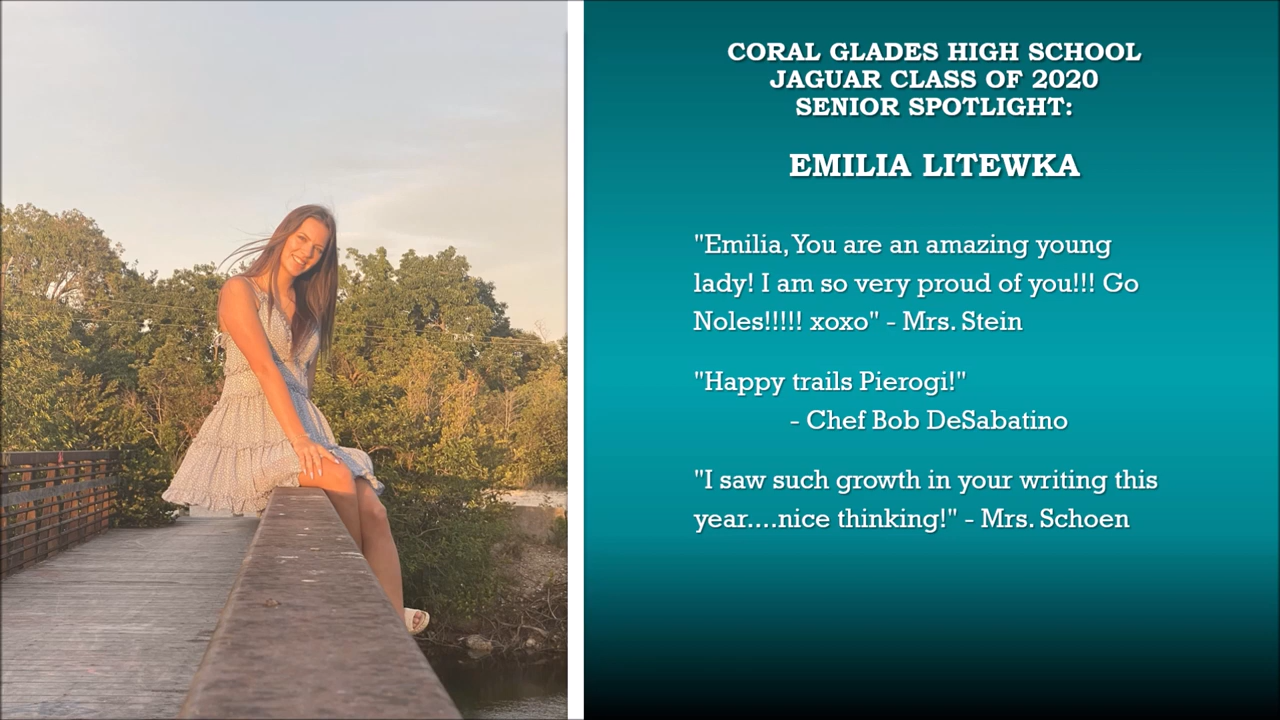 CORAL GLADES HIGH SCHOOL
JAGUAR CLASS OF 2020
SENIOR SPOTLIGHT:
EMILIA LITEWKA
"Emilia, You are an amazing young
lady! I am so very proud of you!!! Go
Noles!!!!! xoxo" - Mrs. Stein
"Happy trails Pierogi!"
- Chef Bob DeSabatino
"I saw such growth in your writing this
year....nice thinking!" - Mrs. Schoen